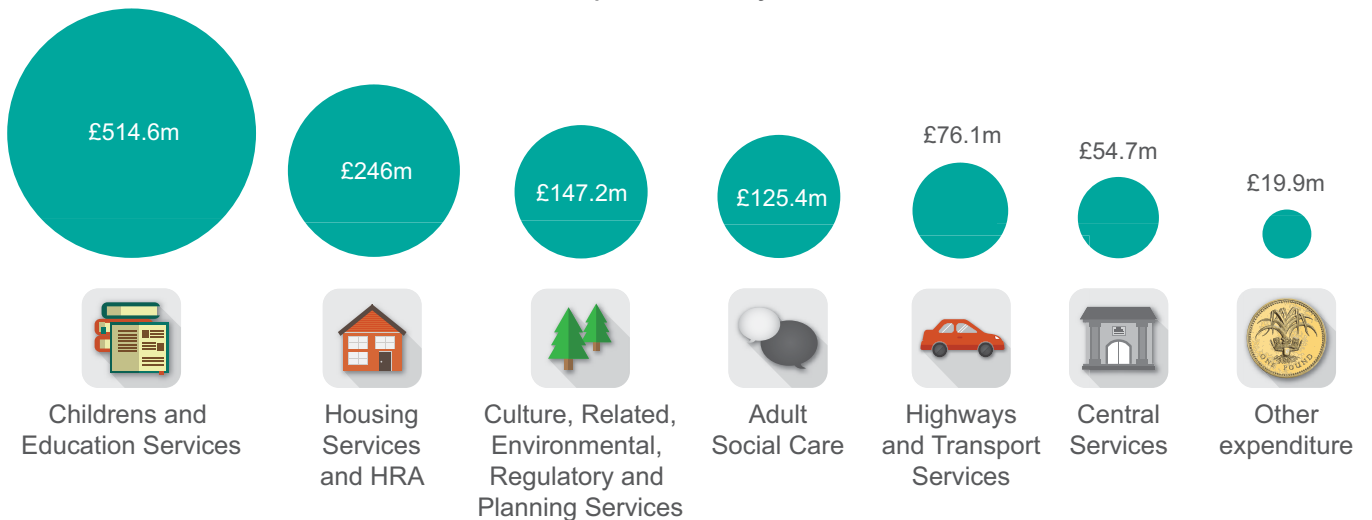 £514.6m
£246m
£147.2m
£125.4m
£76.1m
£54.7m
£19.9m
Childrens and
Education Services
Housing
Services
and HRA
Culture, Related,
Environmental,
Regulatory and
Planning Services
Adult
Social Care
Highways
and Transport
Services
Central
Services
Other
expenditure
ONE POUND